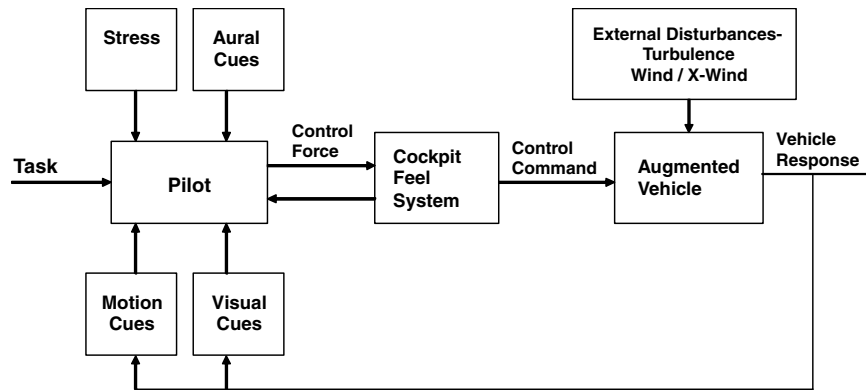 Stress
Aural
Cues
External Disturbances-
Turbulence
Wind / X-Wind
Task
Pilot
Control
Force
Cockpit
Feel
System
Control
Command
Augmented
Vehicle
Vehicle
Response
Motion
Cues
Visual
Cues